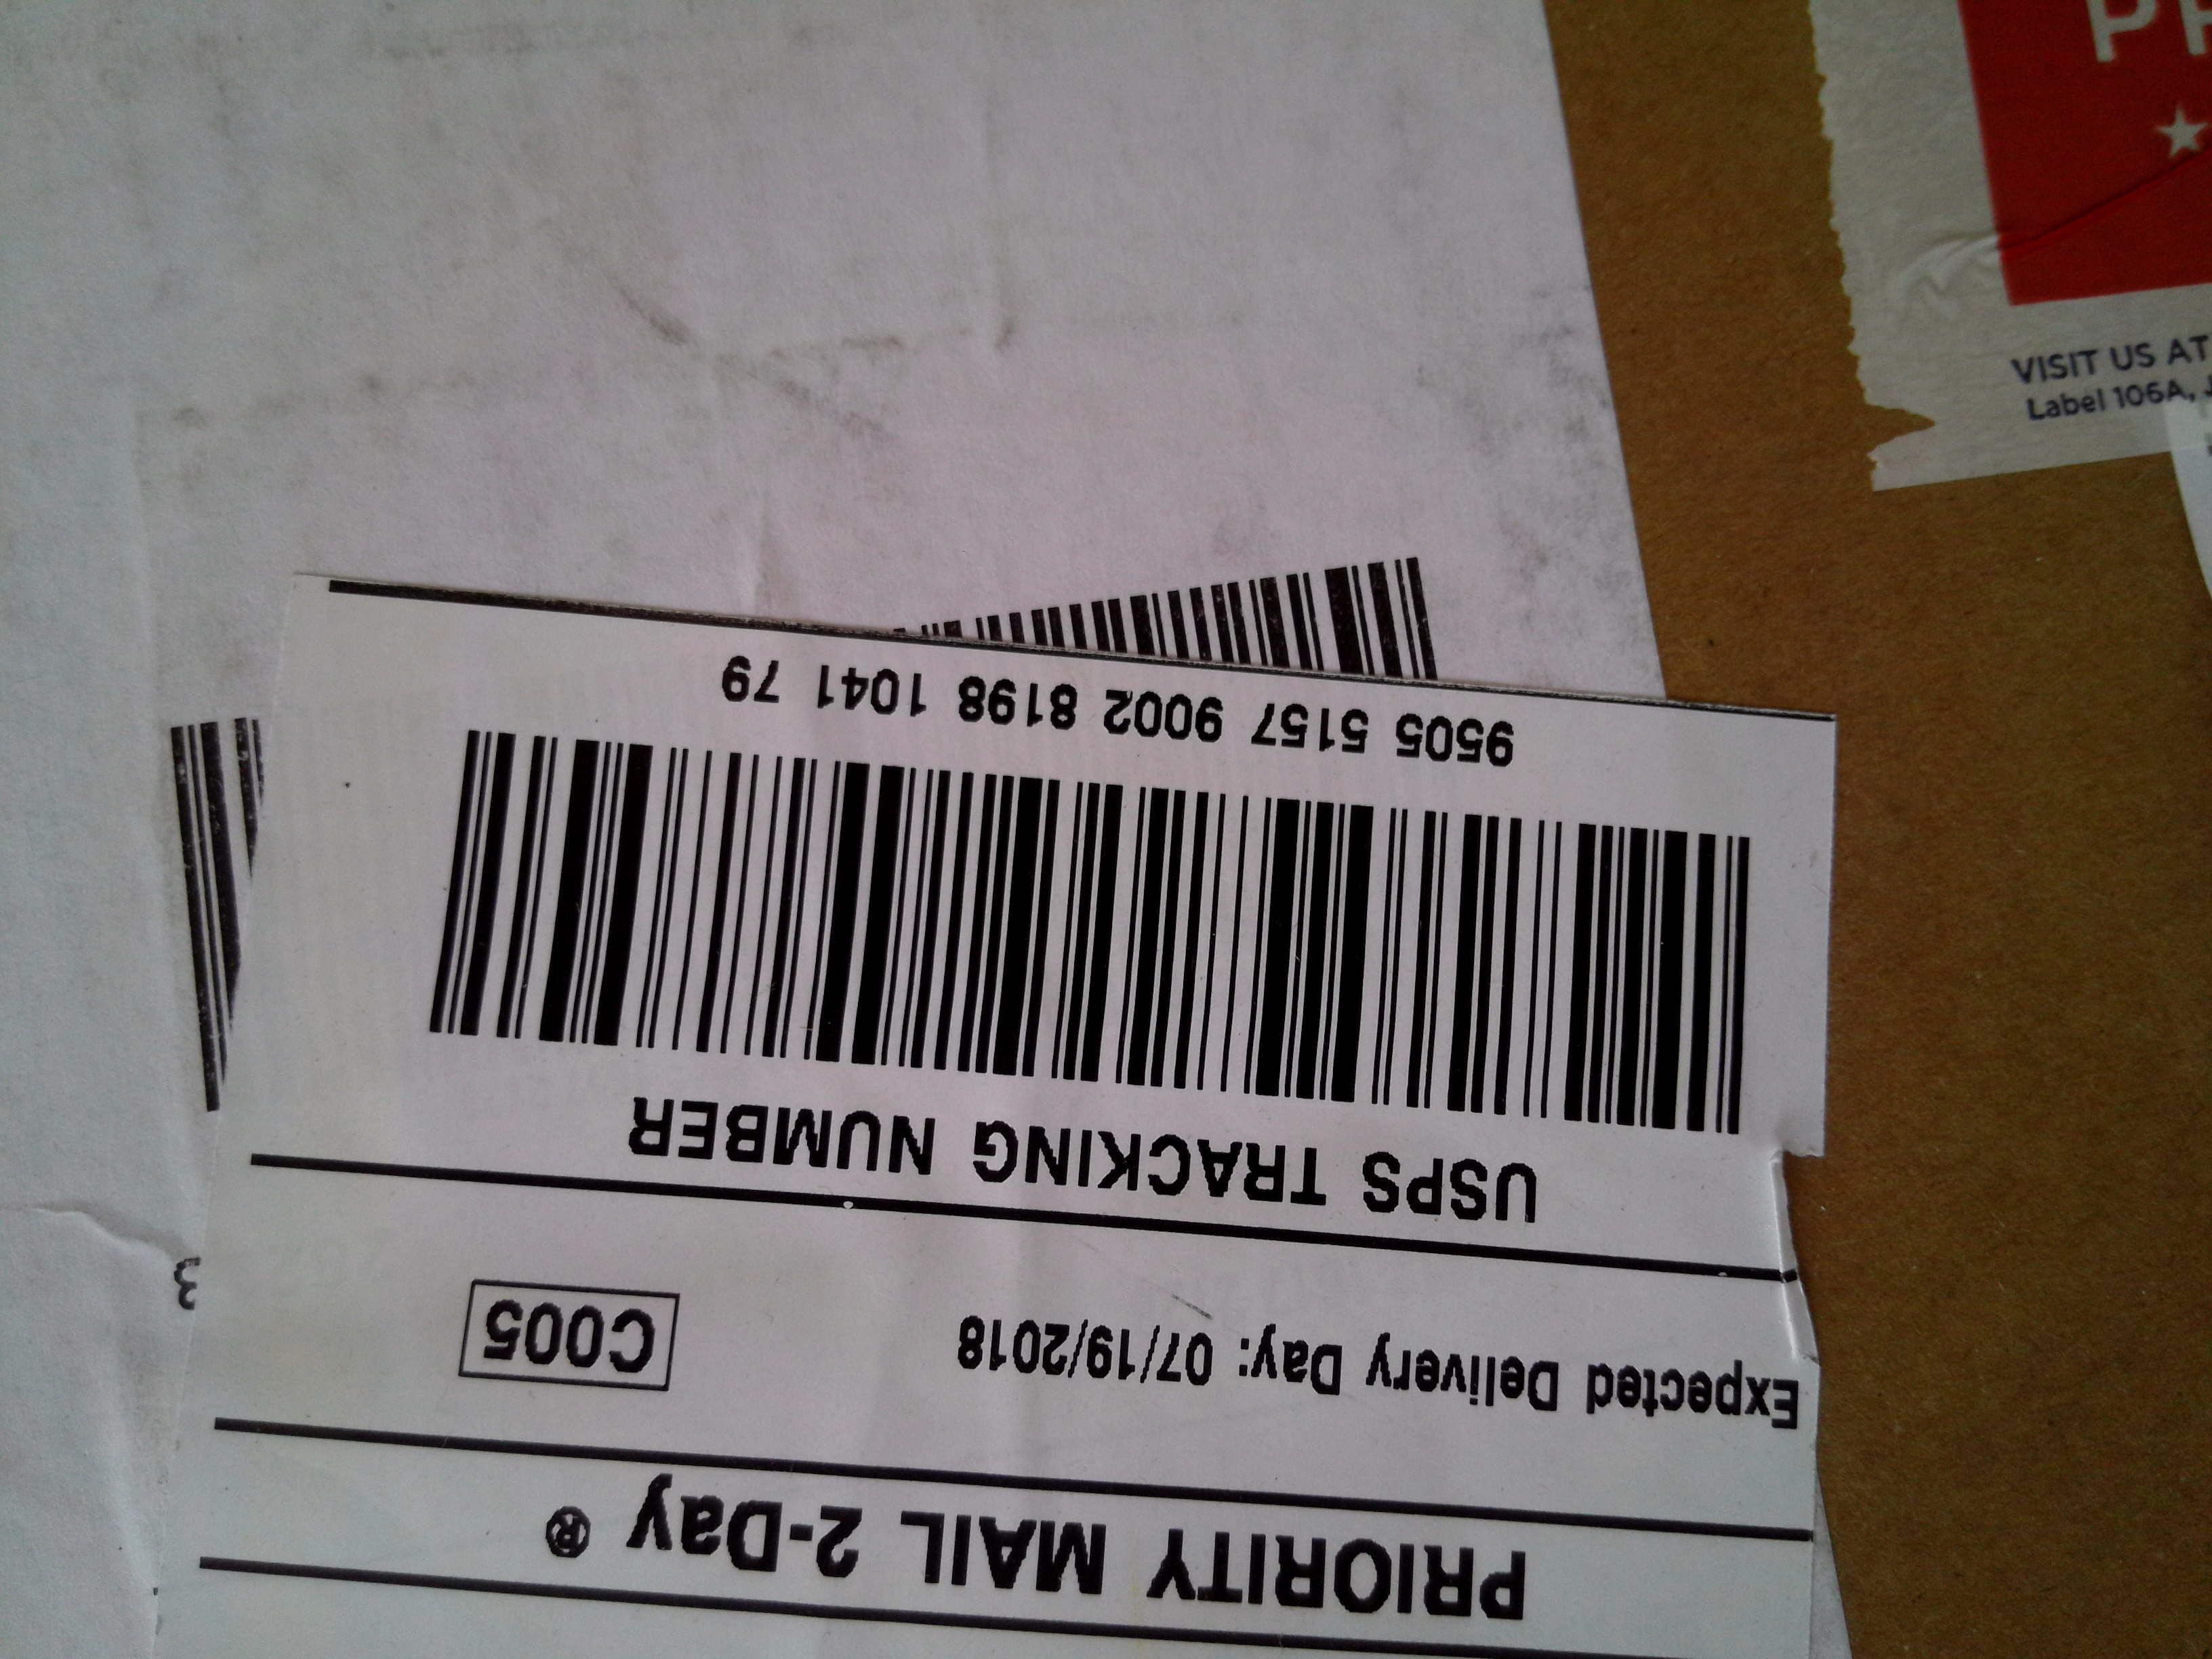 PRIORITY MAIL 2-Day ®
Expected Delivery Day: 07/19/2018
C005
USPS TRACKING NUMBER
9505 5157 9002 8198 1041 79
3
VISIT US AT
Label 106A,